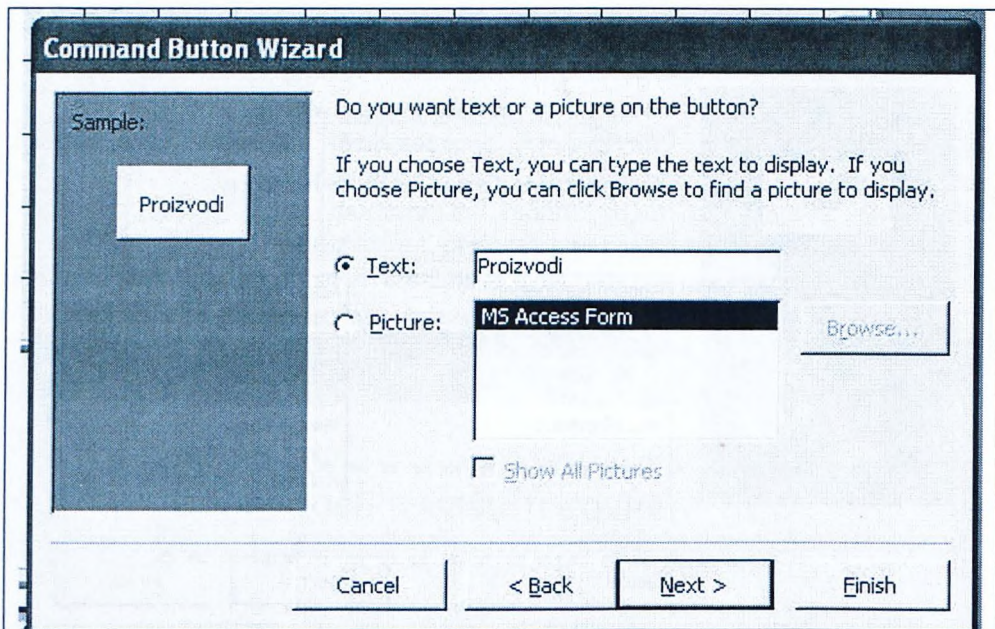 Command Button Wizard
Sample:
Proizvodi
Do you want text or a picture on the button?
If you choose Text, you can type the text to display. If you
choose Picture, you can click Browse to find a picture to display.
Text: Proizvodi
Picture: MS Access Form
Browse...
Show All Pictures
Cancel < Back Next > Finish